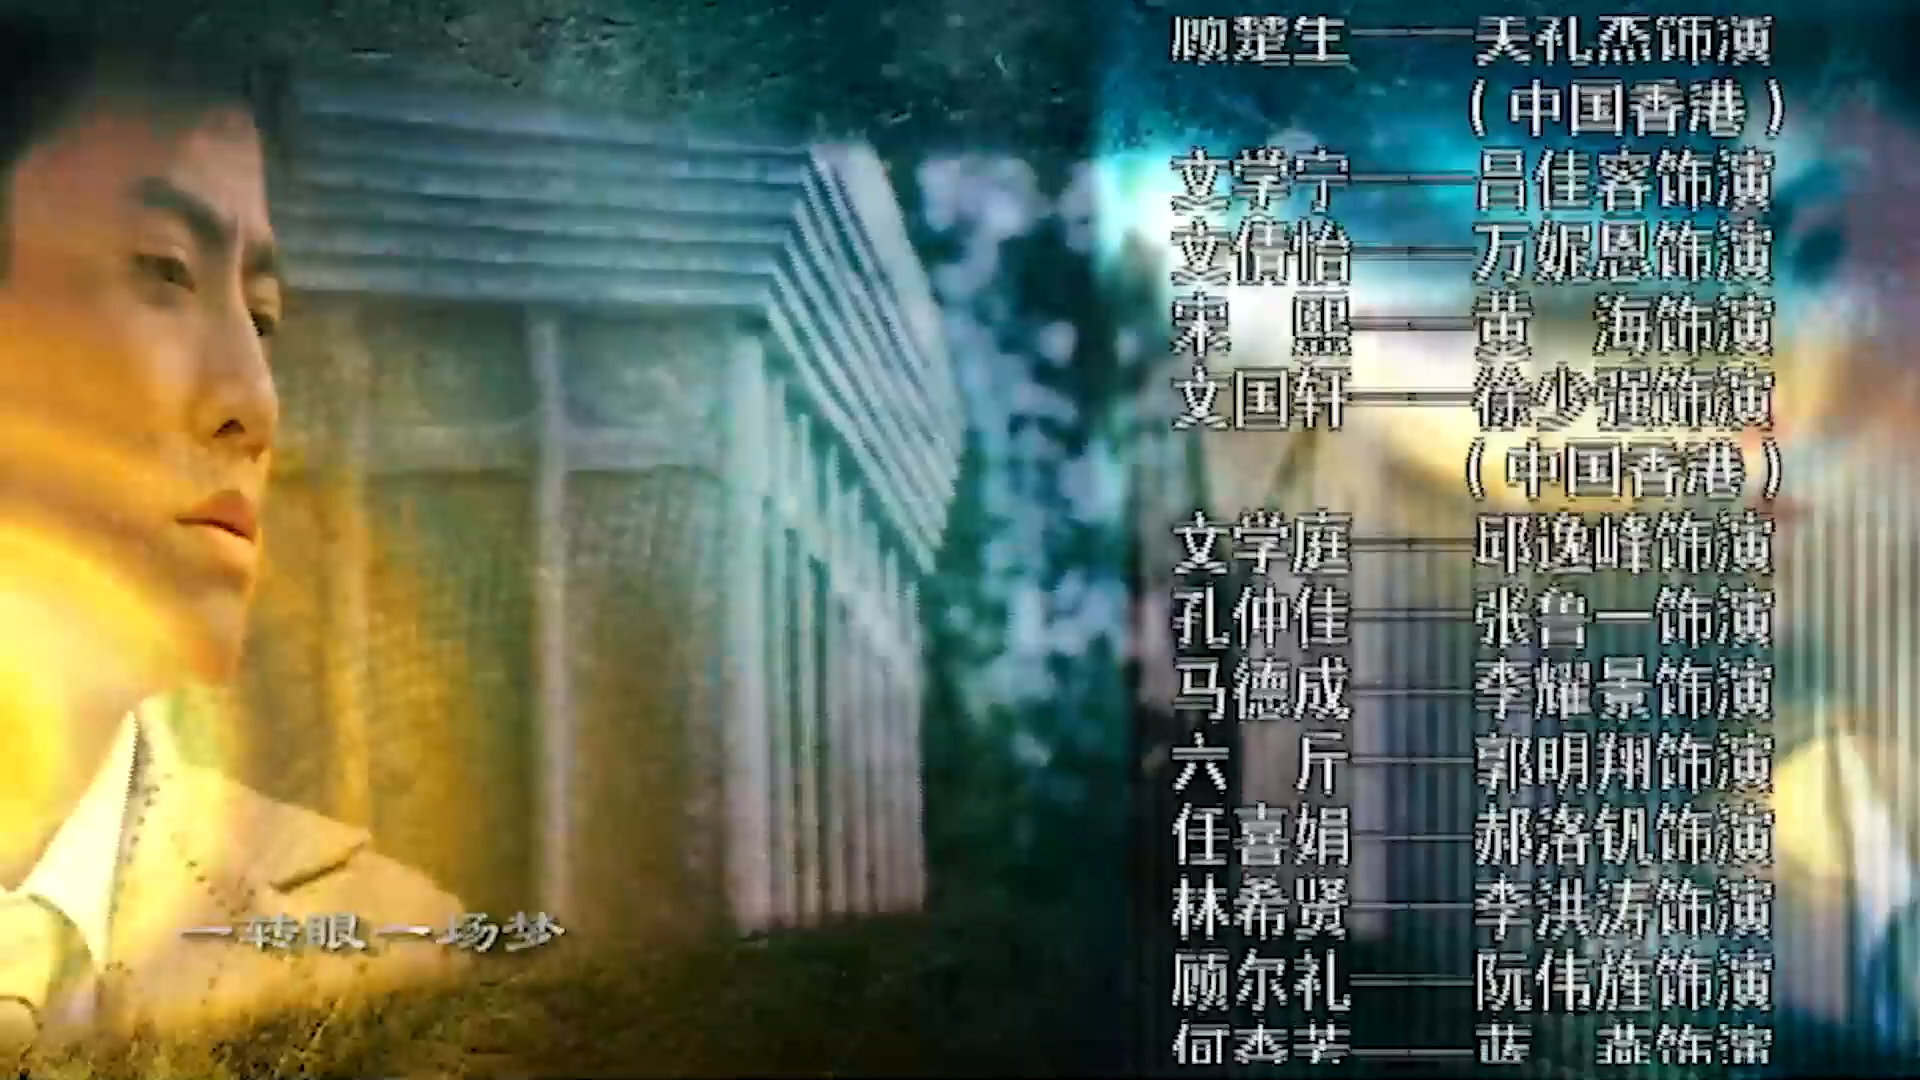 顾楚生——吴礼杰饰演
(中国香港)
文学宁——吕佳容饰演
文倩怡——万妮恩饰演
宋 熙——黄 海饰演
文国轩——徐少强饰演
(中国香港)
文学庭——邱逸峰饰演
孔仲佳——张鲁一饰演
马德成——李耀景饰演
六 斤——郭明翔饰演
任喜娟——郝洛钒饰演
林希贤——李洪涛饰演
顾尔礼——阮伟旌饰演
何杏芳——蓝 燕饰演
一转眼一场梦